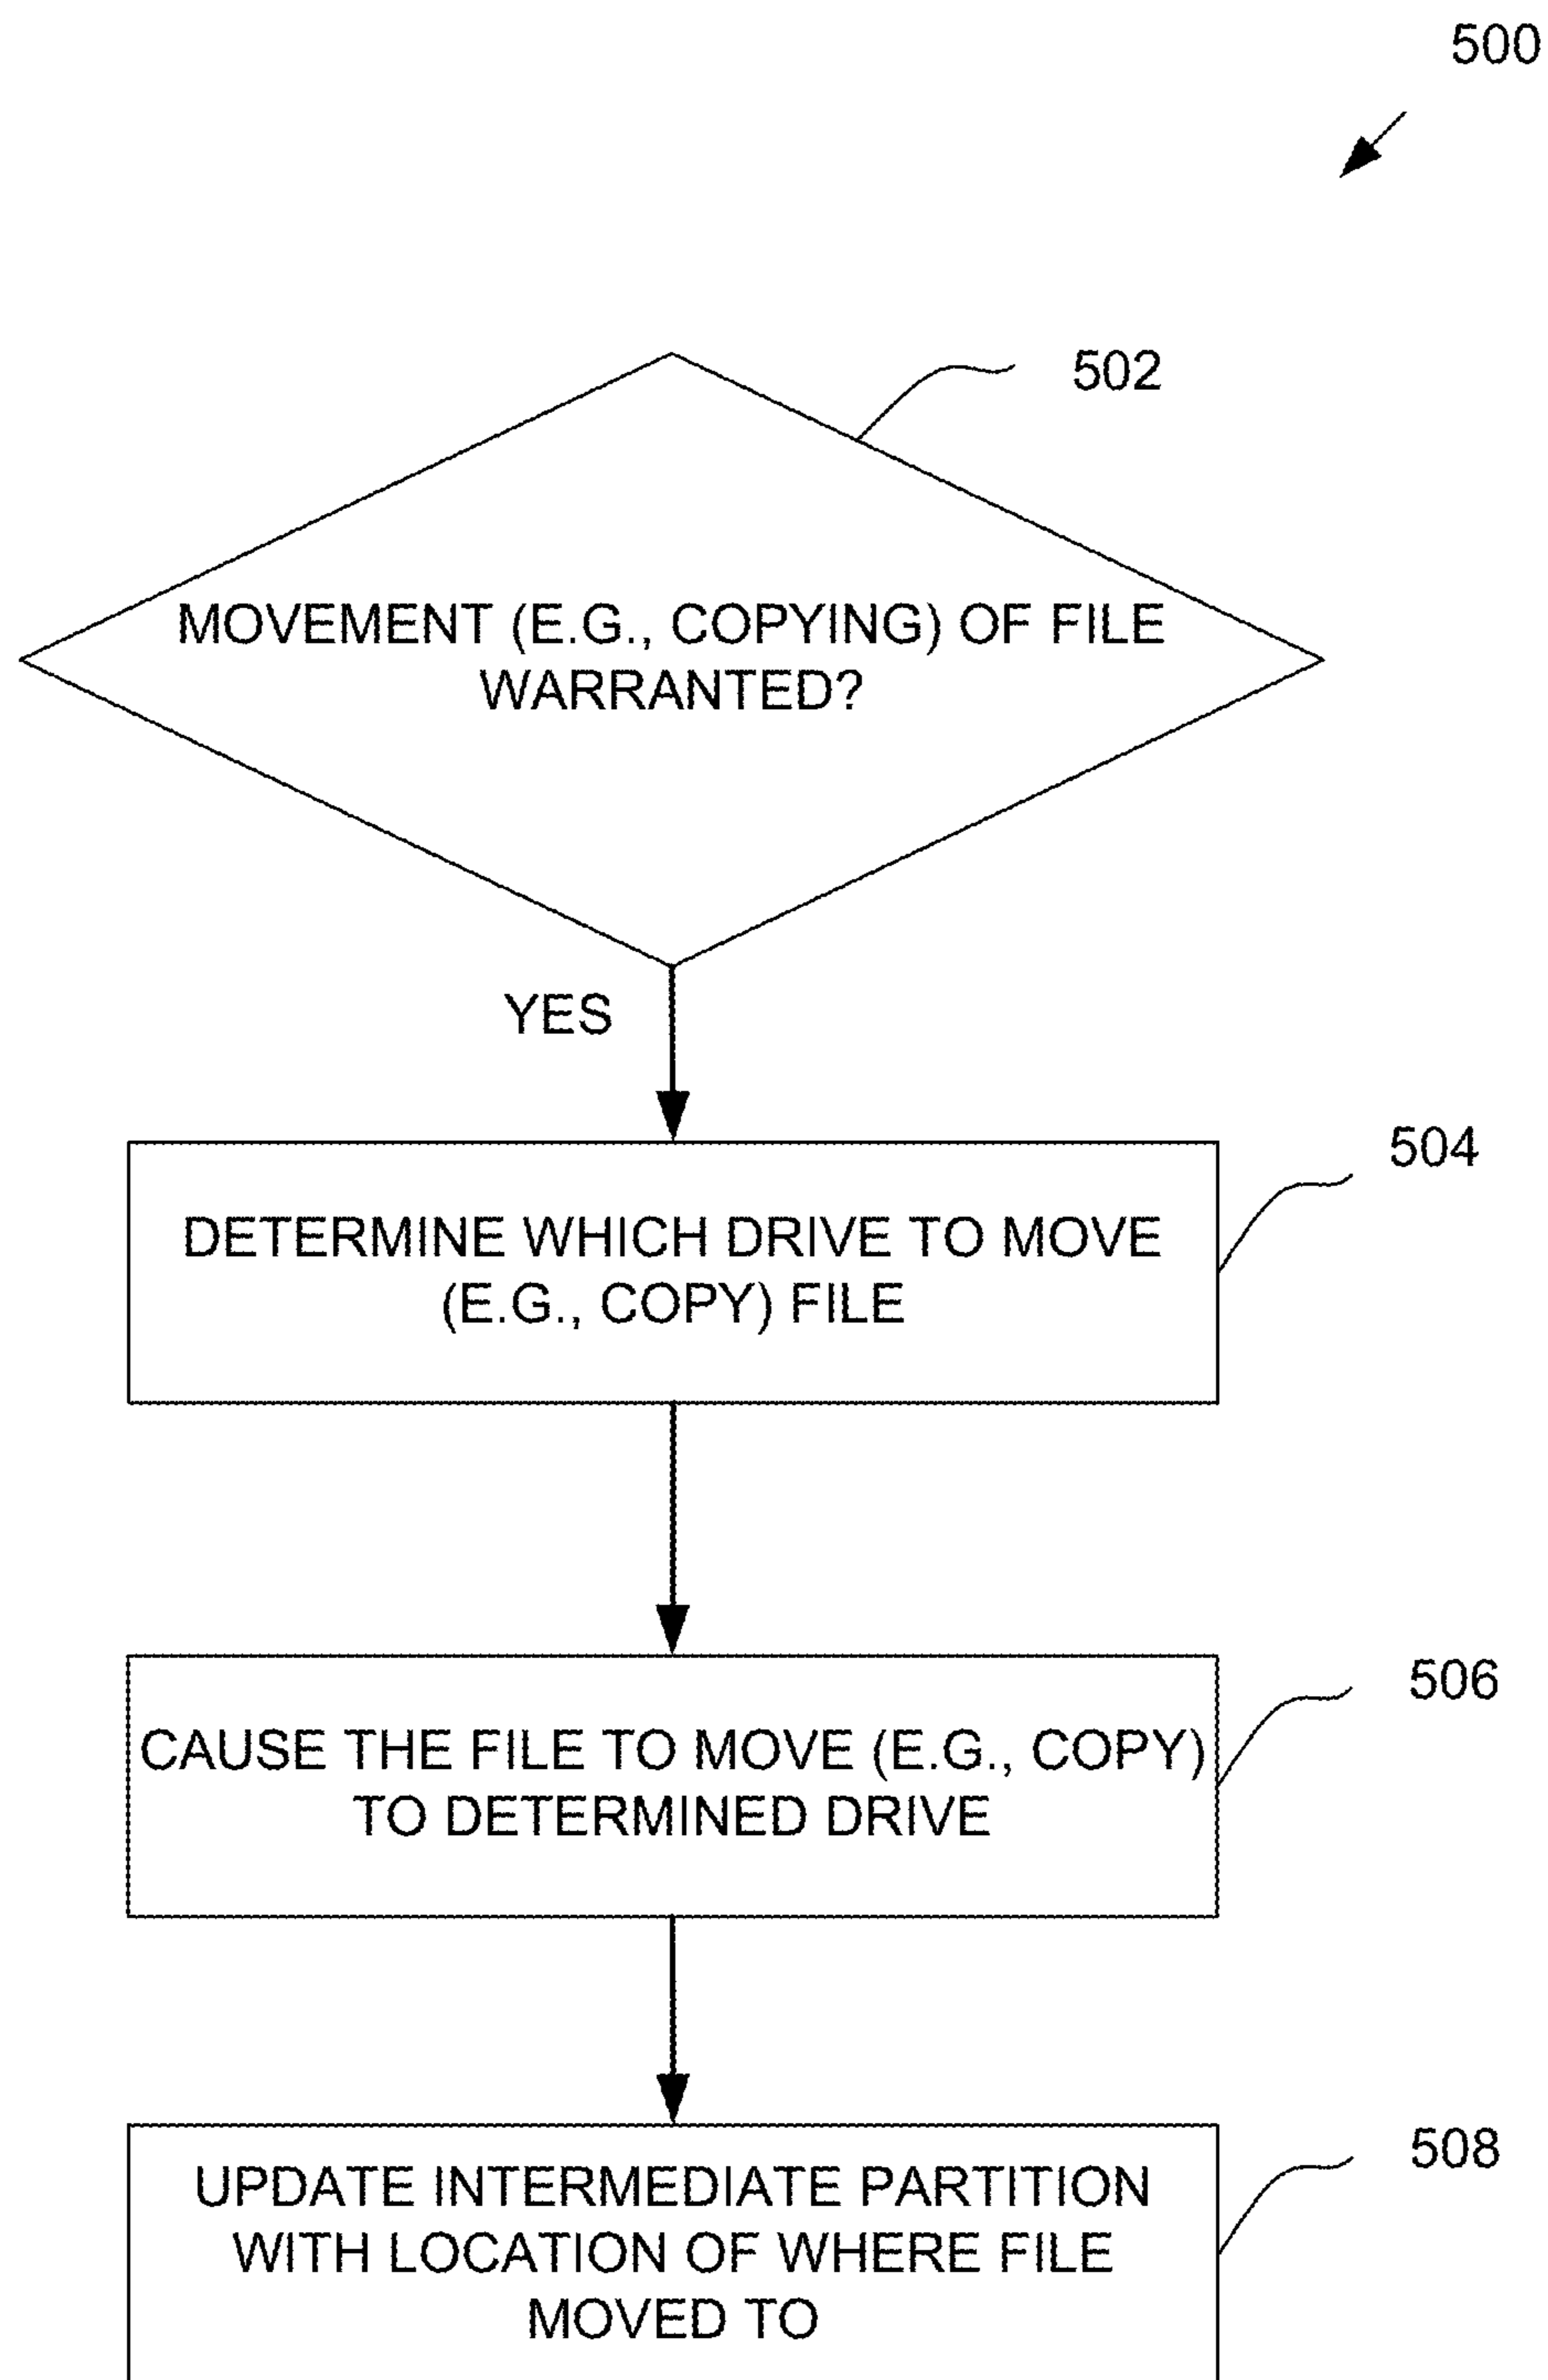 500
502
MOVEMENT (E.G., COPYING) OF FILE
WARRANTED?
YES
504
DETERMINE WHICH DRIVE TO MOVE
(E.G., COPY) FILE
506
CAUSE THE FILE TO MOVE (E.G., COPY)
TO DETERMINED DRIVE
508
UPDATE INTERMEDIATE PARTITION
WITH LOCATION OF WHERE FILE
MOVED TO